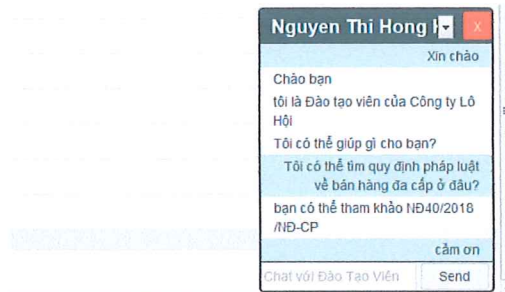 Nguyen Thi Hong
X
Xin chào
Chào bạn
tôi là Đào tạo viên của Công ty Lô
Hội
Tôi có thể giúp gì cho bạn?
Tôi có thể tìm quy định pháp luật
về bán hàng đa cấp ở đâu?
bạn có thể tham khảo NĐ40/2018
/NĐ-CP
cảm ơn
Chat với Đào Tạo Viên
Send